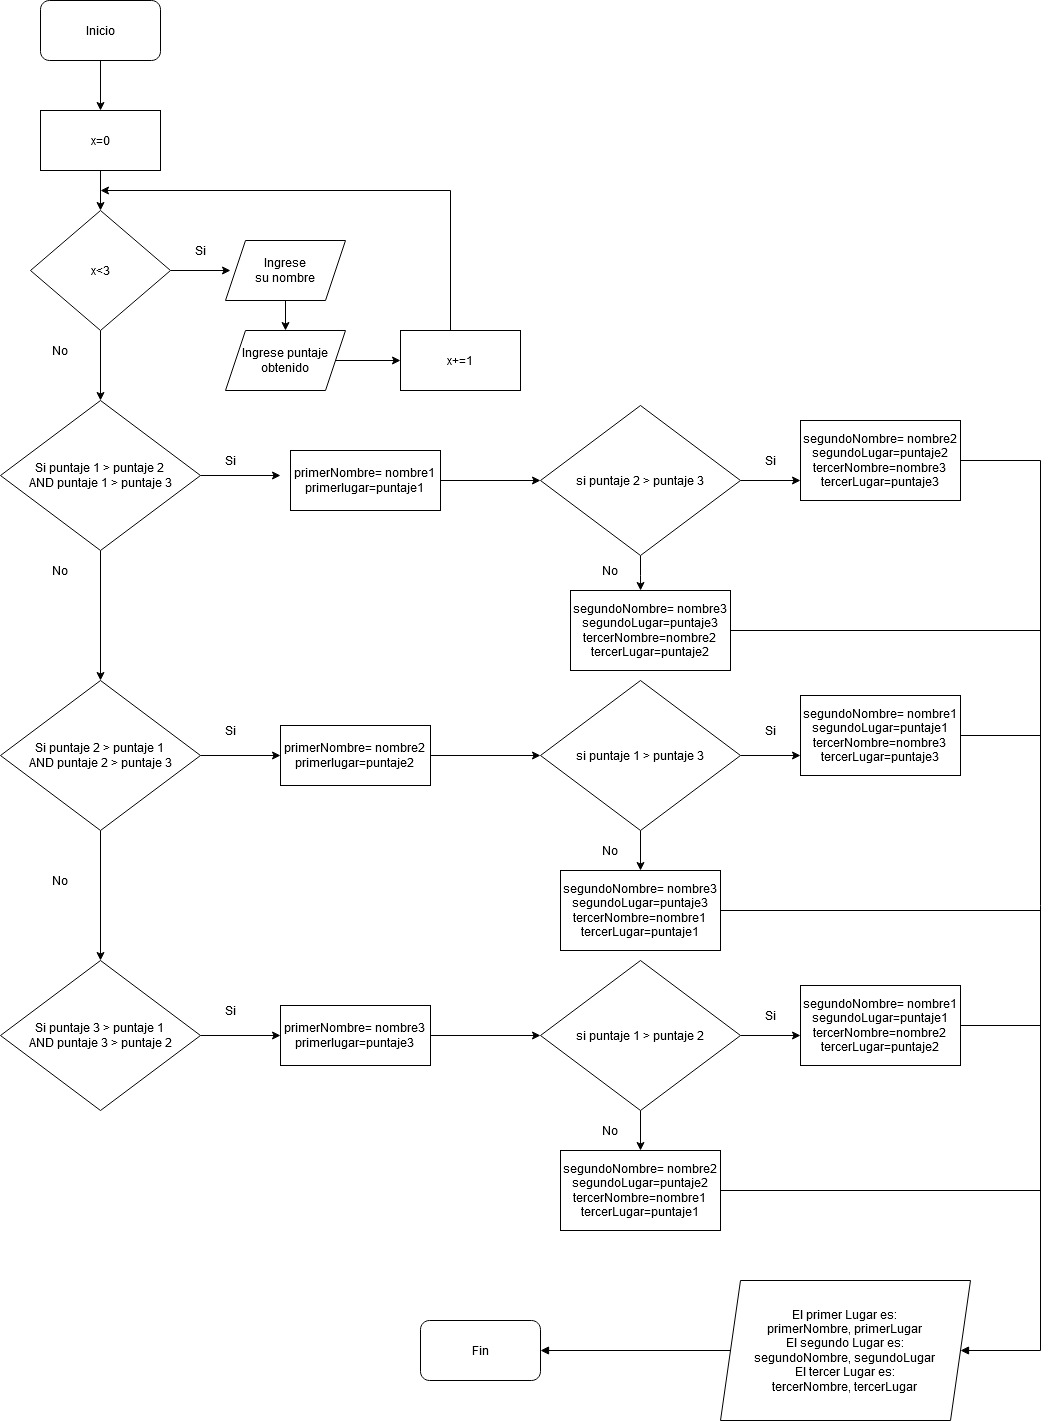 Inicio
x=0
x<3
Si
Ingrese
su nombre
No
Ingrese puntaje
obtenido
x+=1
Si puntaje 1 > puntaje 2
AND puntaje 1 > puntaje 3
Si
primerNombre= nombre1
primerlugar=puntaje1
si puntaje 2 > puntaje 3
Si
segundoNombre= nombre2
segundoLugar=puntaje2
tercerNombre=nombre3
tercerLugar=puntaje3
No
No
segundoNombre= nombre3
segundoLugar=puntaje3
tercerNombre=nombre2
tercerLugar=puntaje2
Si puntaje 2 > puntaje 1
AND puntaje 2 > puntaje 3
Si
primerNombre= nombre2
primerlugar=puntaje2
si puntaje 1 > puntaje 3
Si
segundoNombre= nombre1
segundoLugar=puntaje1
tercerNombre=nombre3
tercerLugar=puntaje3
No
No
segundoNombre= nombre3
segundoLugar=puntaje3
tercerNombre=nombre1
tercerLugar=puntaje1
Si puntaje 3 > puntaje 1
AND puntaje 3 > puntaje 2
Si
primerNombre= nombre3
primerlugar=puntaje3
si puntaje 1 > puntaje 2
Si
segundoNombre= nombre1
segundoLugar=puntaje1
tercerNombre=nombre2
tercerLugar=puntaje2
No
segundoNombre= nombre2
segundoLugar=puntaje2
tercerNombre=nombre1
tercerLugar=puntaje1
El primer Lugar es:
primerNombre, primerLugar
El segundo Lugar es:
segundoNombre, segundoLugar
El tercer Lugar es:
tercerNombre, tercerLugar
Fin